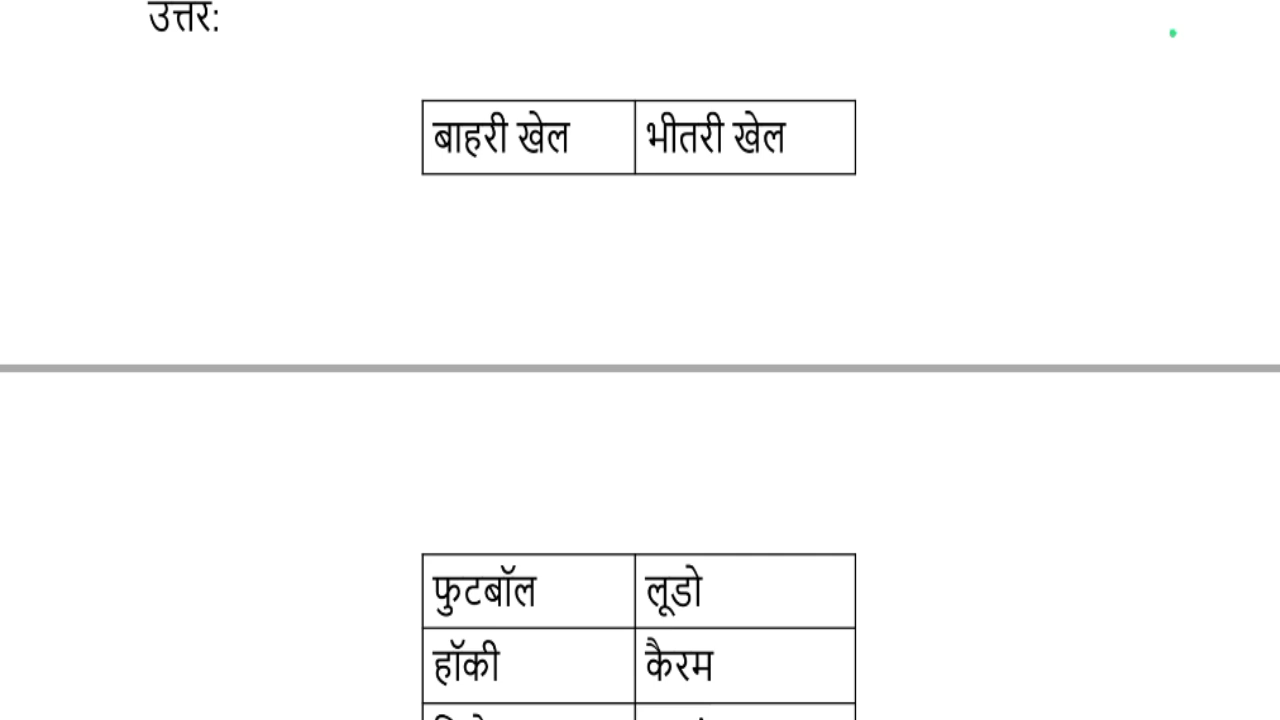 उत्तर:
बाहरी खेल भीतरी खेल
फुटबॉल लूडो
हॉकी कैरम